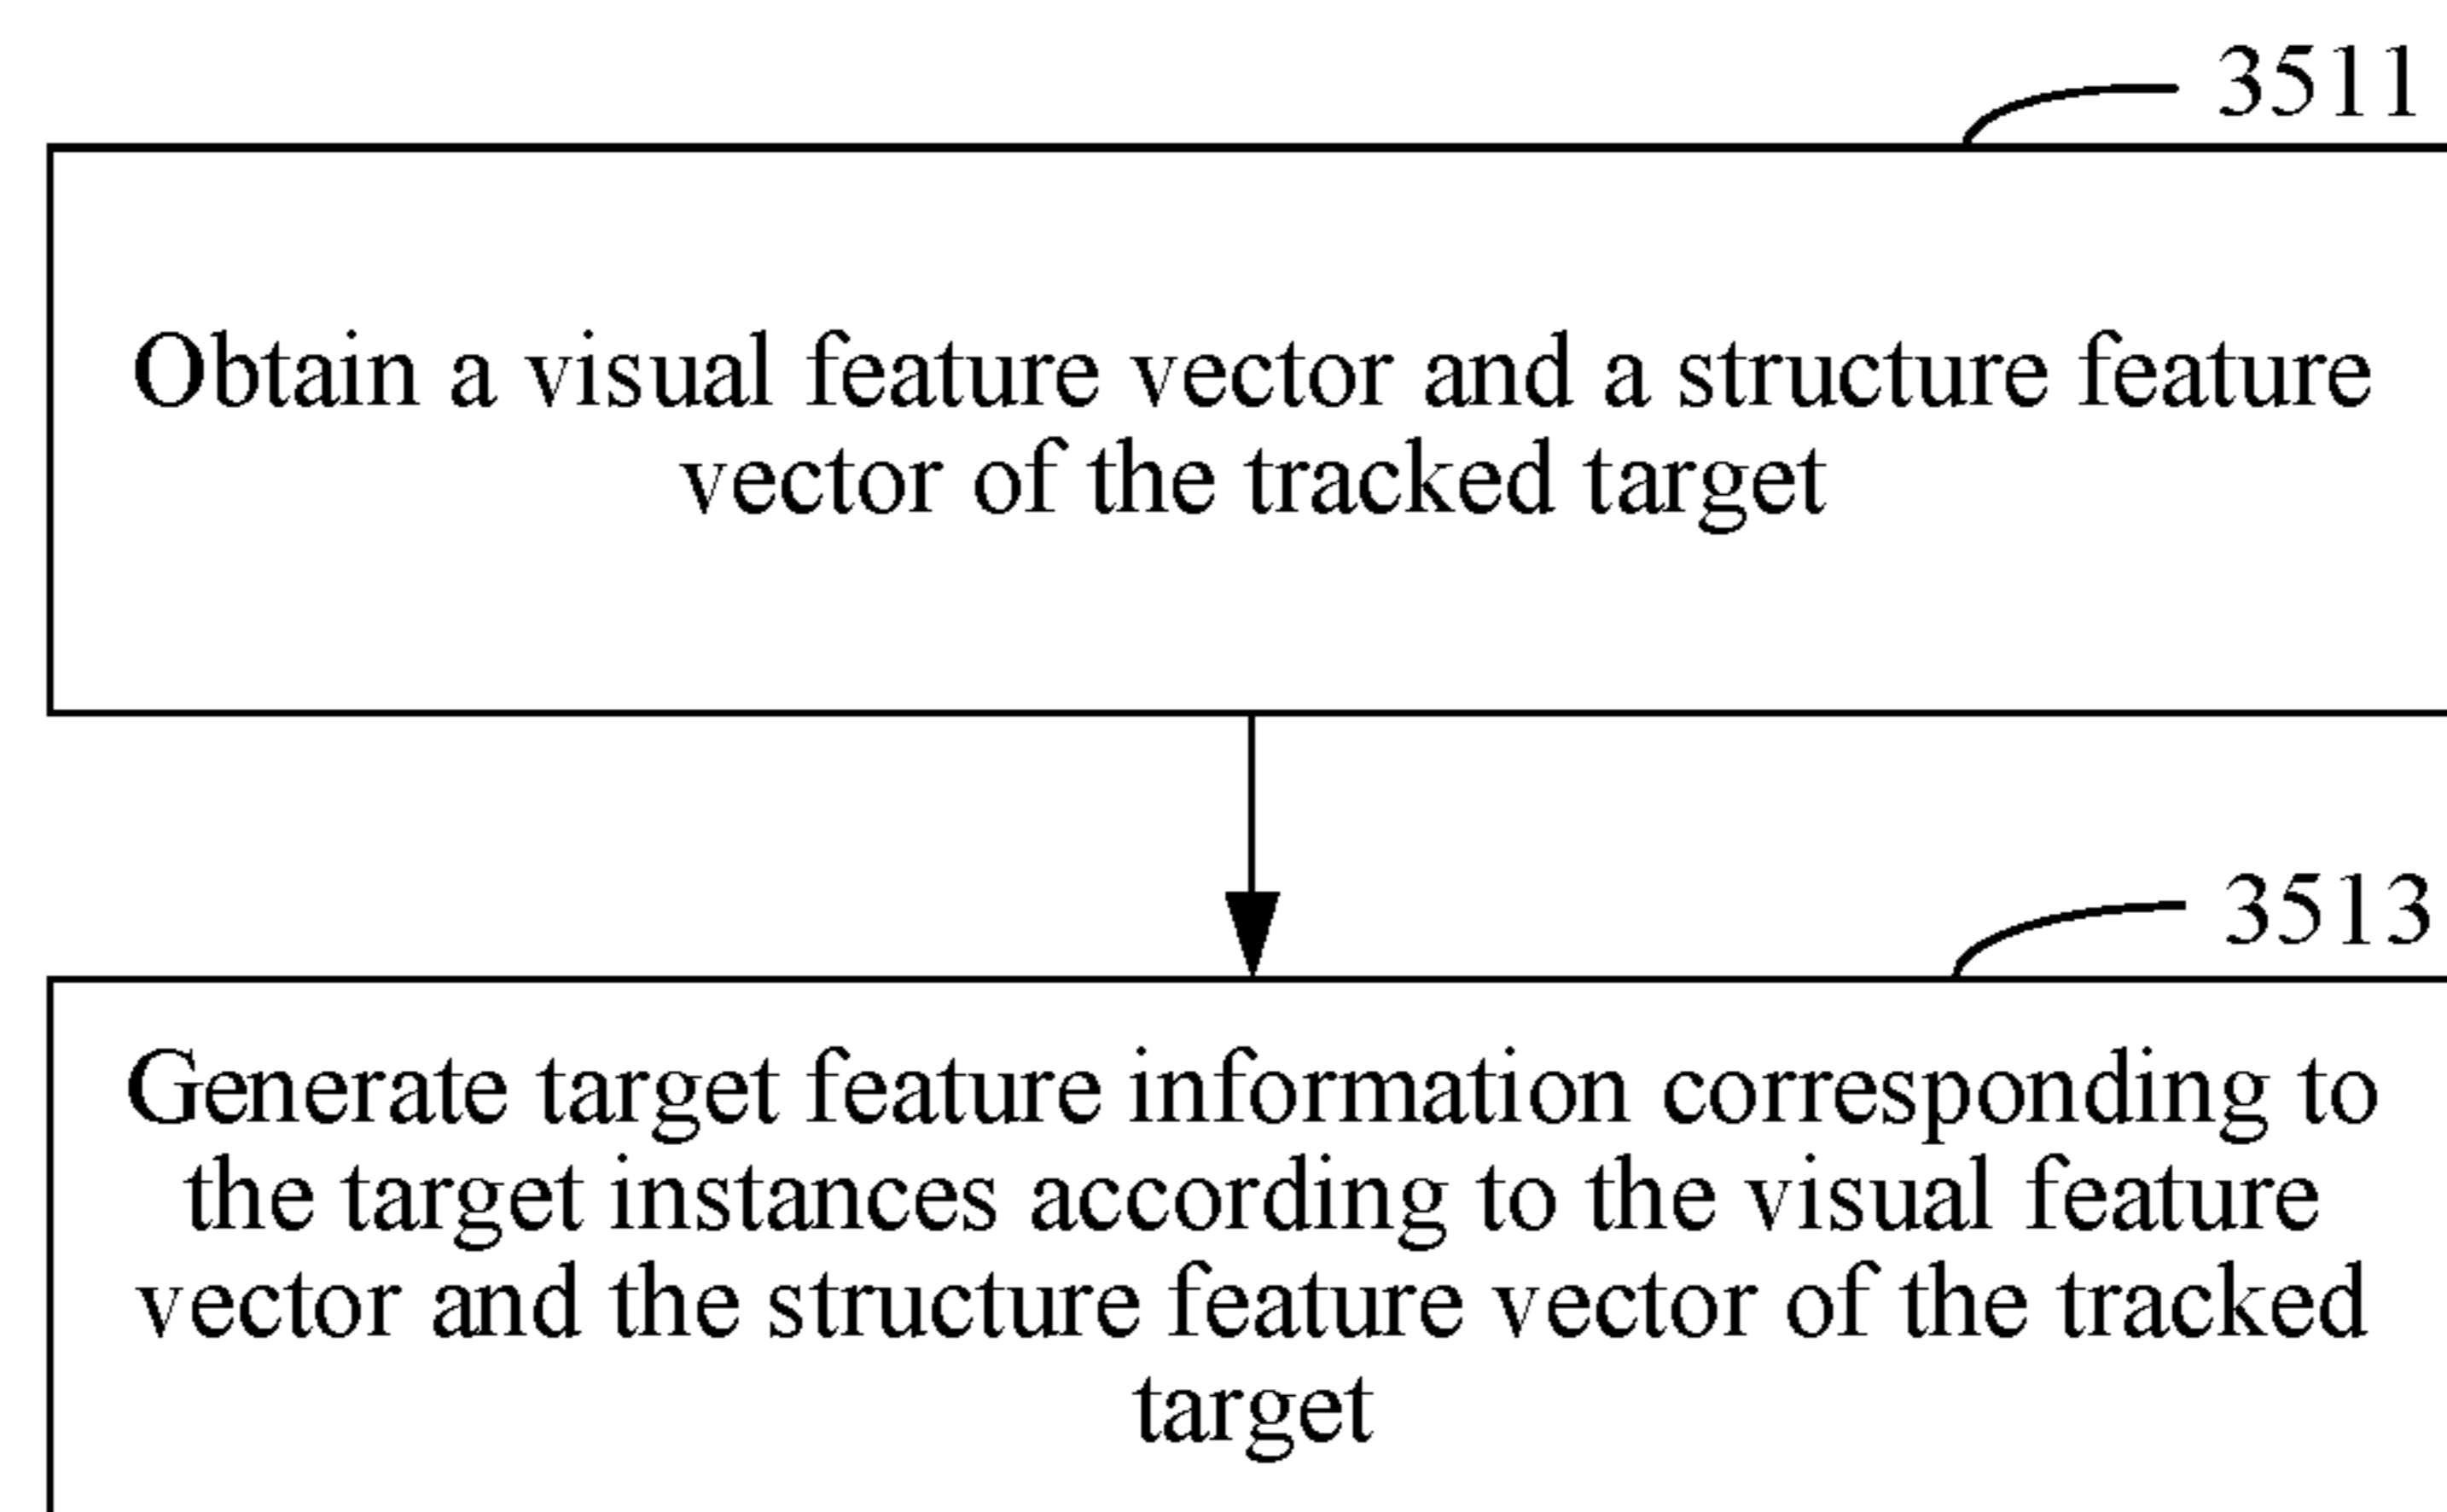 3511
Obtain a visual feature vector and a structure feature
vector of the tracked target
3513
Generate target feature information corresponding to
the target instances according to the visual feature
vector and the structure feature vector of the tracked
target